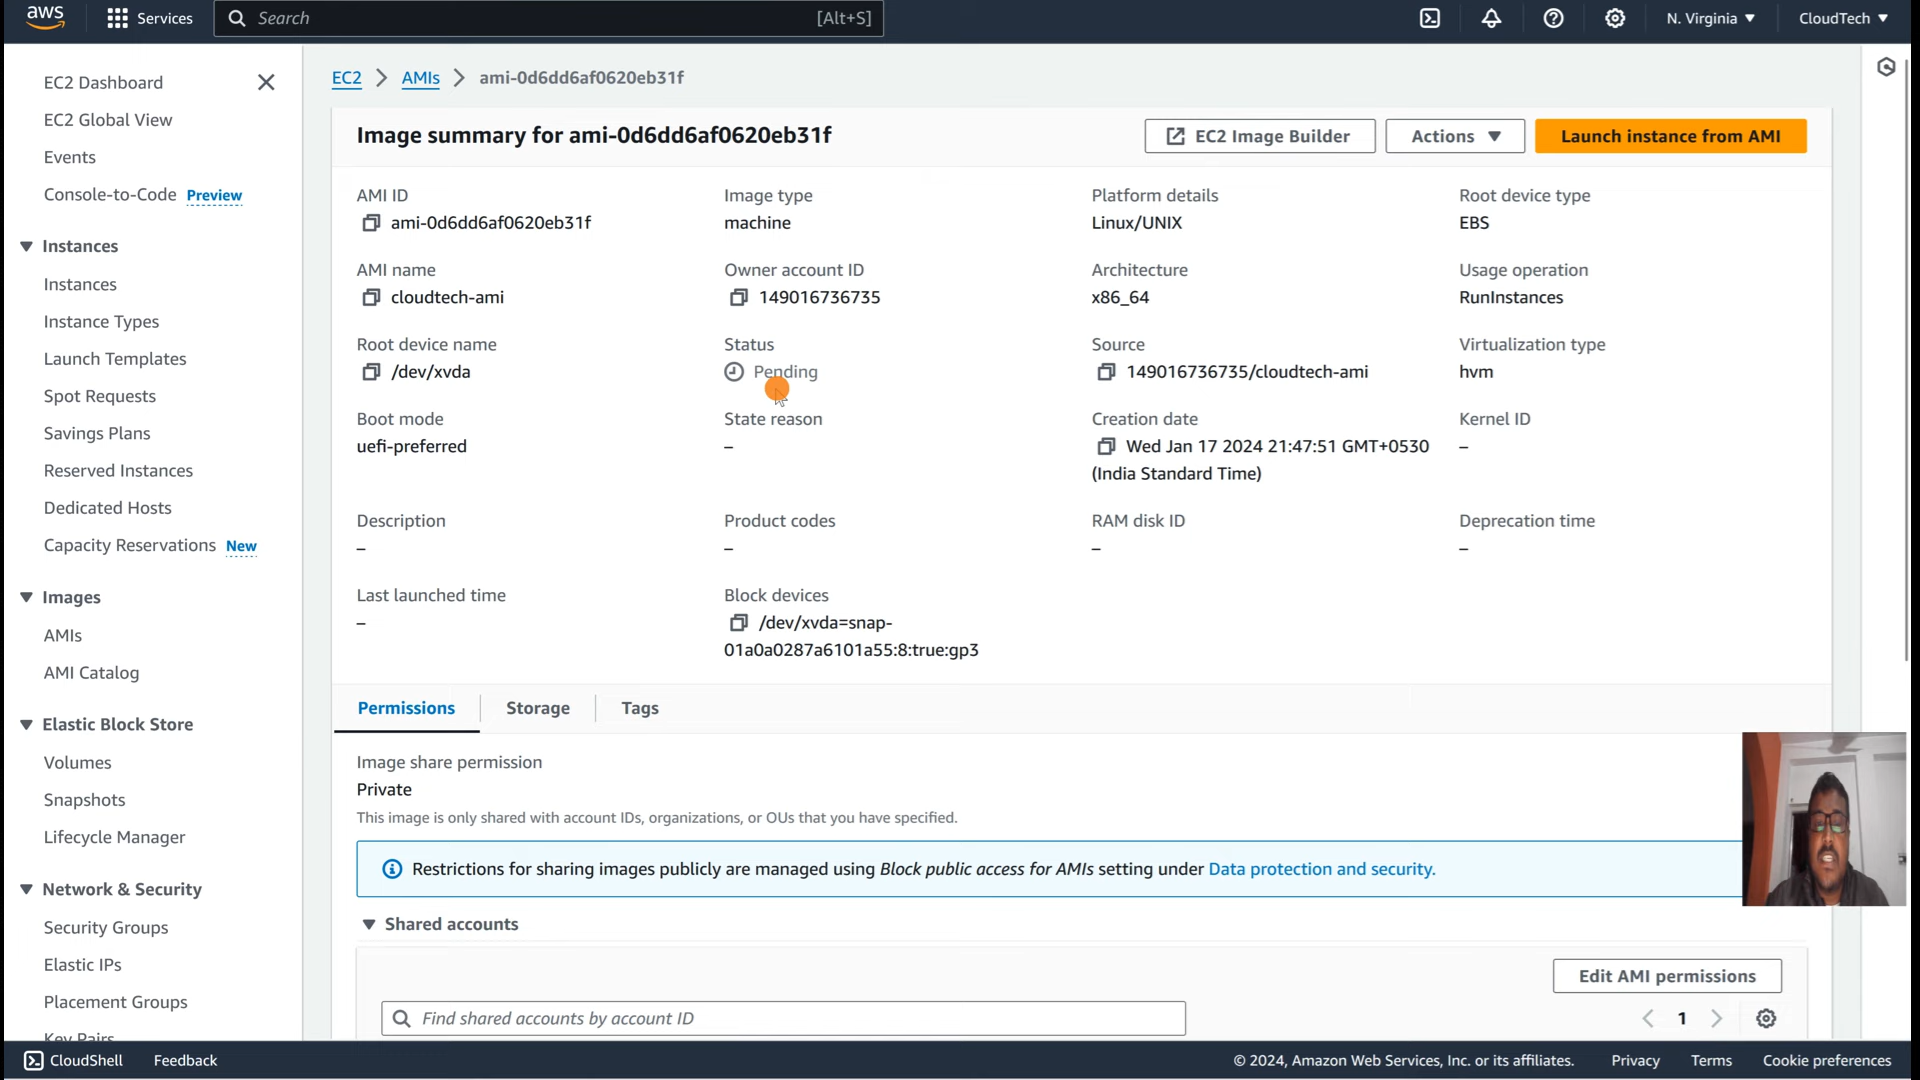 aws
Services
Search
[Alt+S]
N. Virginia
CloudTech
EC2 Dashboard
EC2 Global View
Events
Console-to-Code Preview
Instances
Instances
Instance Types
Launch Templates
Spot Requests
Savings Plans
Reserved Instances
Dedicated Hosts
Capacity Reservations New
Images
AMIs
AMI Catalog
Elastic Block Store
Volumes
Snapshots
Lifecycle Manager
Network & Security
Security Groups
Elastic IPs
Placement Groups
Key Pairs
EC2 > AMIs > ami-0d6dd6af0620eb31f
Image summary for ami-0d6dd6af0620eb31f
EC2 Image Builder
Actions
Launch instance from AMI
AMI ID
ami-0d6dd6af0620eb31f
Image type
machine
Platform details
Linux/UNIX
Root device type
EBS
AMI name
cloudtech-ami
Owner account ID
149016736735
Architecture
x86_64
Usage operation
RunInstances
Root device name
/dev/xvda
Status
Pending
Source
149016736735/cloudtech-ami
Virtualization type
hvm
Boot mode
uefi-preferred
State reason
–
Creation date
Wed Jan 17 2024 21:47:51 GMT+0530
(India Standard Time)
Kernel ID
–
Description
–
Product codes
–
RAM disk ID
–
Deprecation time
–
Last launched time
–
Block devices
/dev/xvda=snap-
01a0a0287a6101a55:8:true:gp3
Permissions
Storage
Tags
Image share permission
Private
This image is only shared with account IDs, organizations, or OUs that you have specified.
Restrictions for sharing images publicly are managed using Block public access for AMIs setting under Data protection and security.
Shared accounts
Edit AMI permissions
Find shared accounts by account ID
1
CloudShell
Feedback
© 2024, Amazon Web Services, Inc. or its affiliates.
Privacy
Terms
Cookie preferences